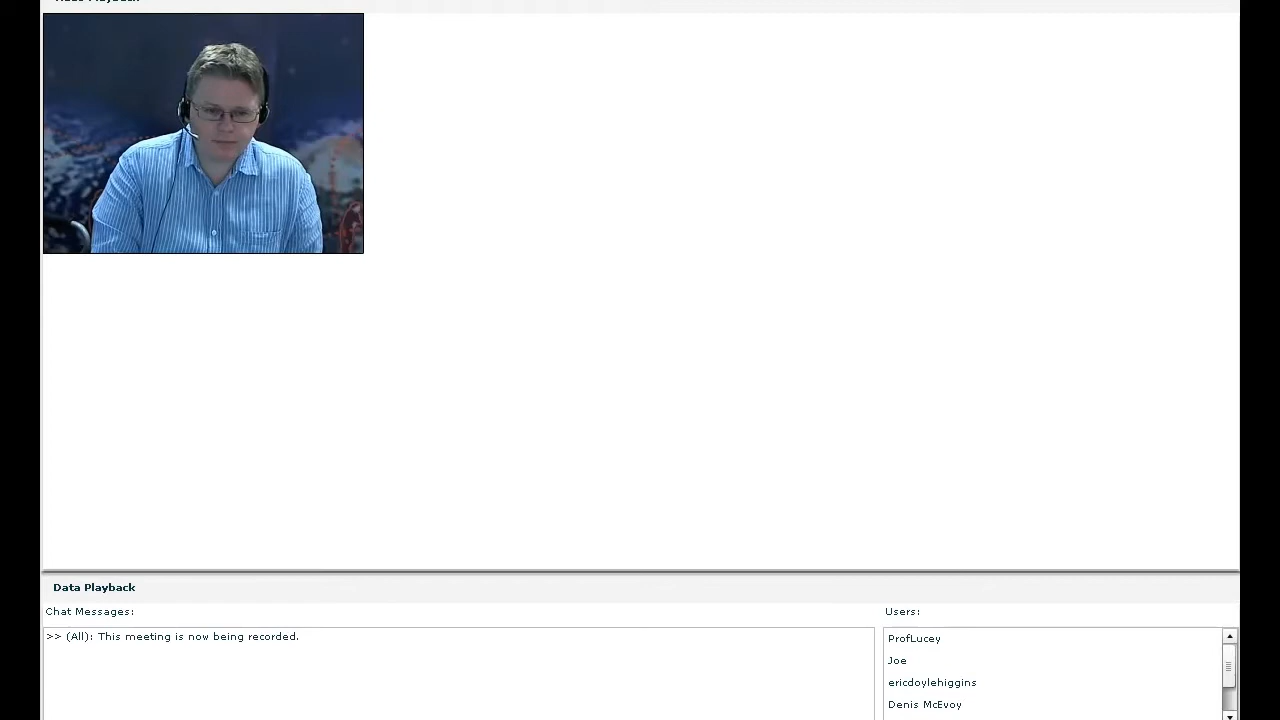 Data Playback
Chat Messages:
Users:
>> (All): This meeting is now being recorded.
ProfLucey
Joe
ericdoylehiggins
Denis McEvoy